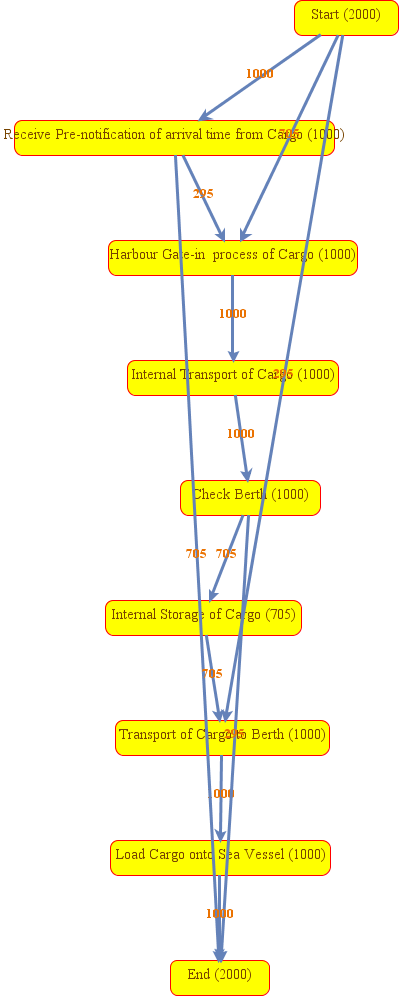 Start (2000)
1000
Receive Pre-notification of arrival time from Cargo (1000)
705
295
Harbour Gate-in process of Cargo (1000)
1000
Internal Transport of Cargo (1000)
295
1000
Check Berth (1000)
705
705
Internal Storage of Cargo (705)
705
Transport of Cargo to Berth (1000)
295
1000
Load Cargo onto Sea Vessel (1000)
1000
End (2000)